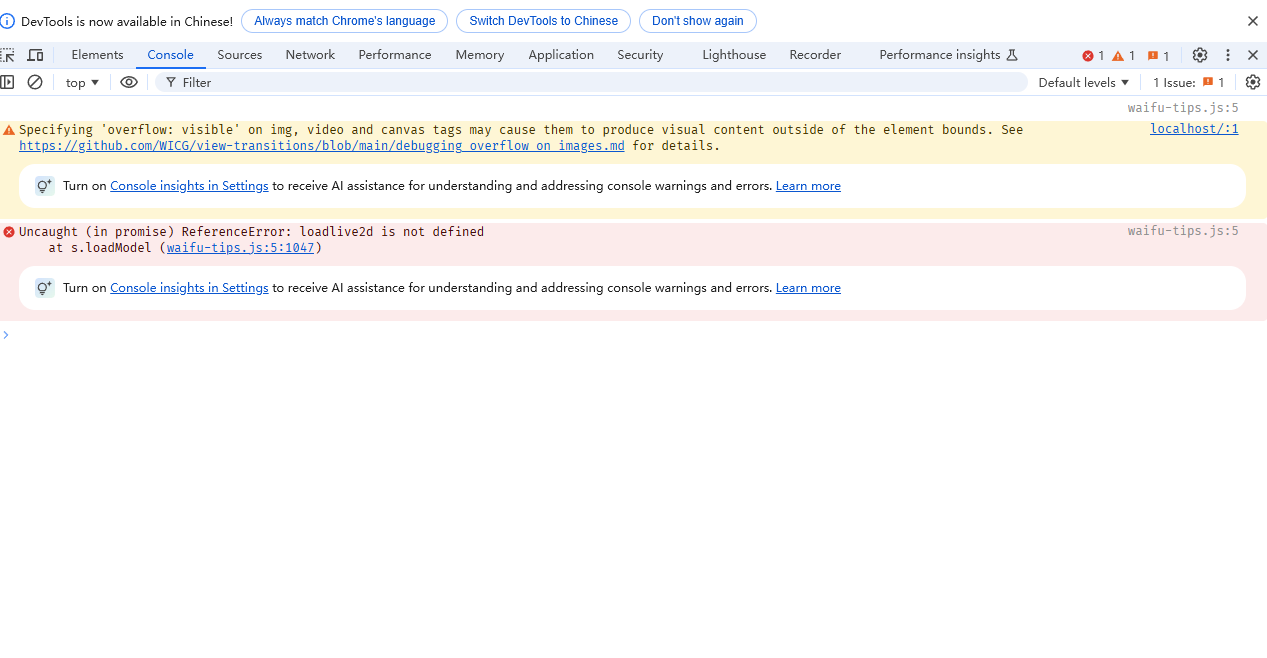 DevTools is now available in Chinese! Always match Chrome's language Switch DevTools to Chinese Don't show again
Elements Console Sources Network Performance Memory Application Security Lighthouse Recorder Performance insights 1 1 1
top Filter Default levels 1 Issue: 1
waifu-tips.js:5
Specifying 'overflow: visible' on img, video and canvas tags may cause them to produce visual content outside of the element bounds. See localhost/:1
https://github.com/WICG/view-transitions/blob/main/debugging_overflow_on_images.md for details.
Turn on Console insights in Settings to receive AI assistance for understanding and addressing console warnings and errors. Learn more
Uncaught (in promise) ReferenceError: loadlive2d is not defined waifu-tips.js:5
at s.loadModel (waifu-tips.js:5:1047)
Turn on Console insights in Settings to receive AI assistance for understanding and addressing console warnings and errors. Learn more